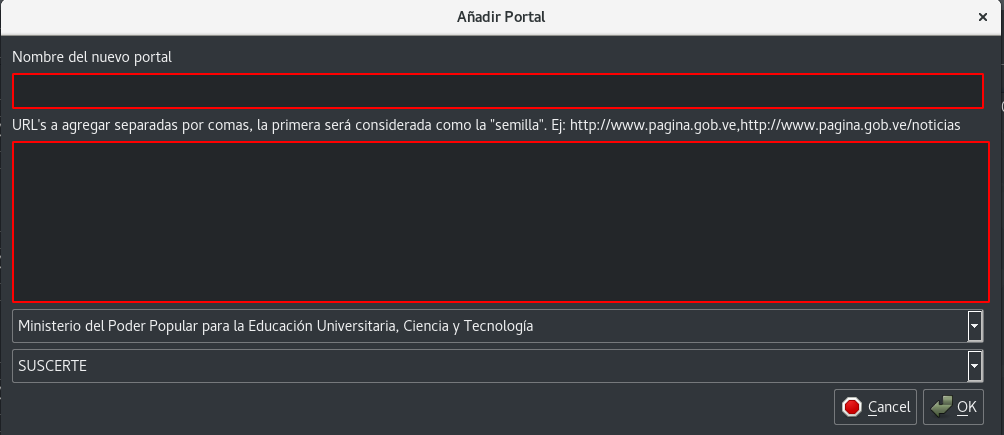 Añadir Portal
Nombre del nuevo portal
URL's a agregar separadas por comas, la primera será considerada como la "semilla". Ej: http://www.pagina.gob.ve,http://www.pagina.gob.ve/noticias
Ministerio del Poder Popular para la Educación Universitaria, Ciencia y Tecnología
SUSCERTE
Cancel OK